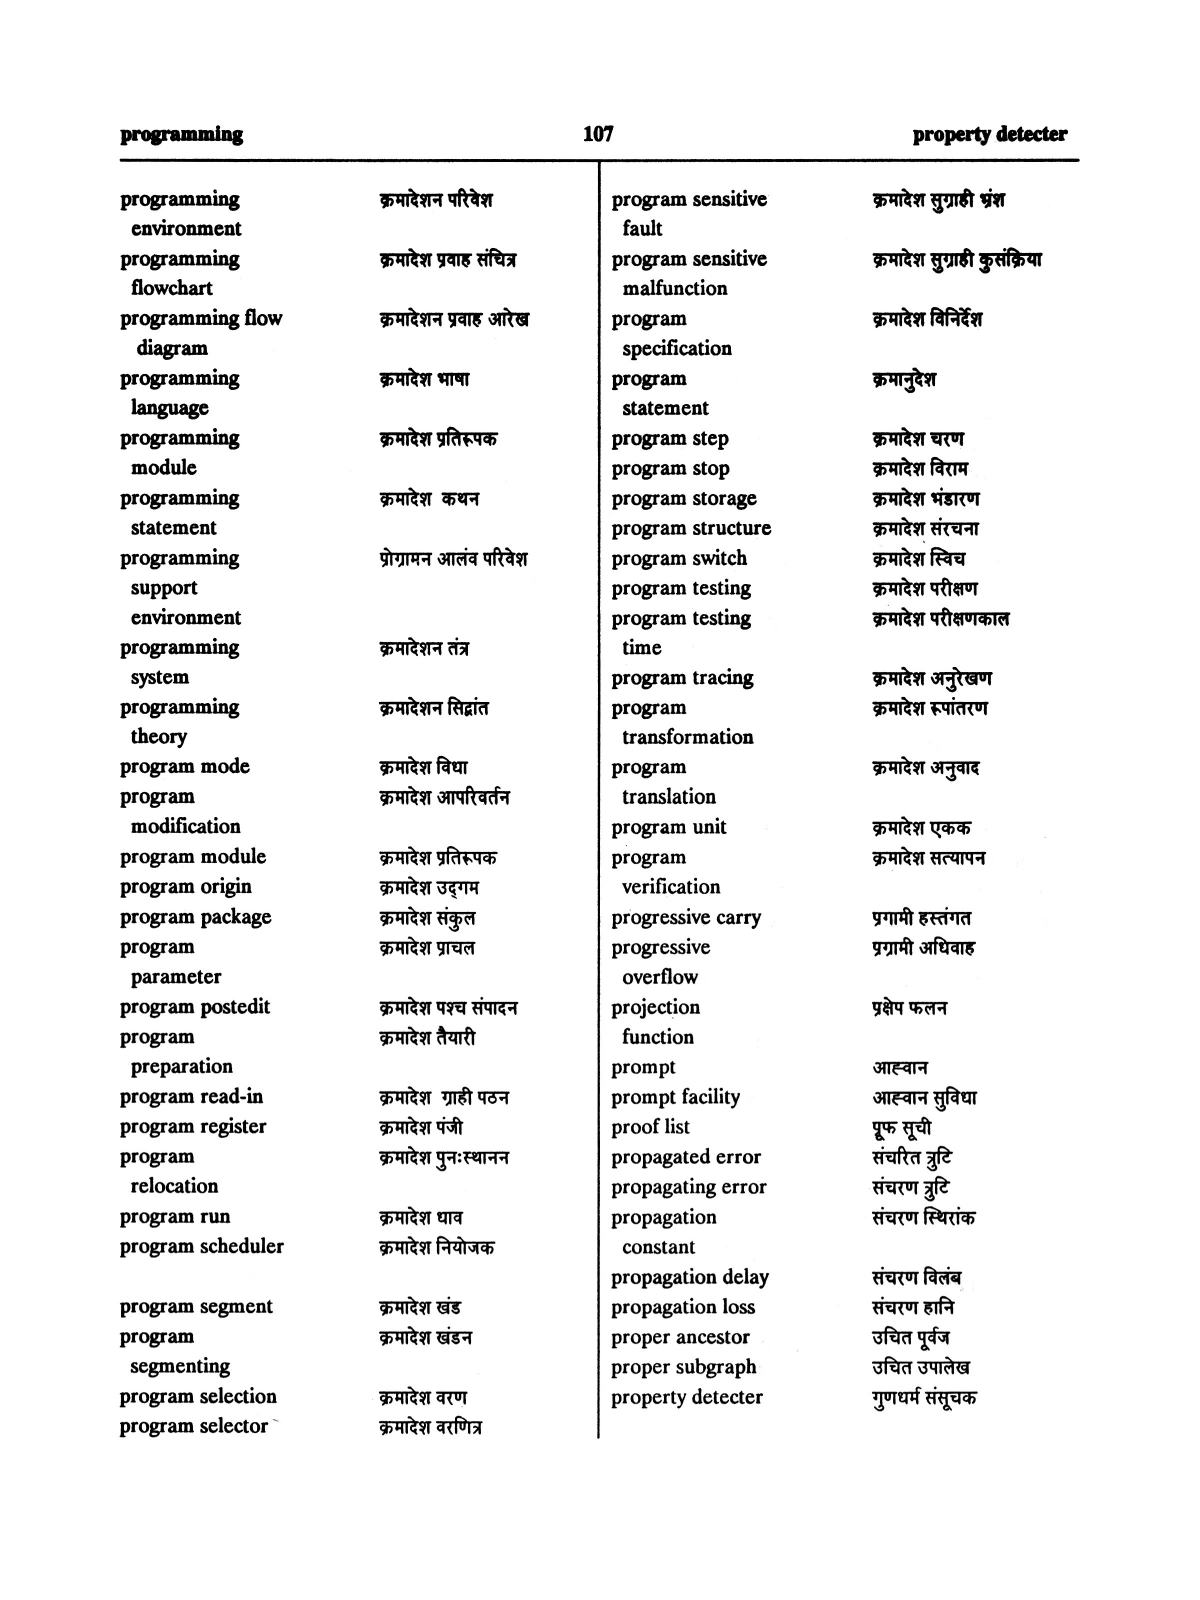 programming 107 property detecter
programming क्रमादेशन परिवेश
environment
programming क्रमादेश प्रवाह संचित्र
flowchart
programming flow क्रमादेशन प्रवाह आरेख
diagram
programming क्रमादेश भाषा
language
programming क्रमादेश प्रतिरूपक
module
programming क्रमादेश कथन
statement
programming प्रोग्रामन आलंव परिवेश
support
environment
programming क्रमादेशन तंत्र
system
programming क्रमादेशन सिद्वांत
theory
program mode क्रमादेश विधा
program क्रमादेश आपरिवर्तन
modification
program module क्रमादेश प्रतिरूपक
program origin क्रमादेश उद्गम
program package क्रमादेश संकुल
program क्रमादेश प्राचल
parameter
program postedit क्रमादेश पश्च संपादन
program क्रमादेश तैयारी
preparation
program read-in क्रमादेश ग्राही पठन
program register क्रमादेश पंजी
program क्रमादेश पुनःस्थानन
relocation
program run क्रमादेश धाव
program scheduler क्रमादेश नियोजक
program segment क्रमादेश खंड
program क्रमादेश खंडन
segmenting
program selection क्रमादेश वरण
program selector क्रमादेश वरणित्र
program sensitive क्रमादेश सुग्राही भ्रंश
fault
program sensitive क्रमादेश सुग्राही कुसंक्रिया
malfunction
program क्रमादेश विनिर्देश
specification
program क्रमानुदेश
statement
program step क्रमादेश चरण
program stop क्रमादेश विराम
program storage क्रमादेश भंडारण
program structure क्रमादेश संरचना
program switch क्रमादेश स्विच
program testing क्रमादेश परीक्षण
program testing क्रमादेश परीक्षणकाल
time
program tracing क्रमादेश अनुरेखण
program क्रमादेश रूपांतरण
transformation
program क्रमादेश अनुवाद
translation
program unit क्रमादेश एकक
program क्रमादेश सत्यापन
verification
progressive carry प्रगामी हस्तंगत
progressive प्रग्रामी अधिवाह
overflow
projection प्रक्षेप फलन
function
prompt आह्वान
prompt facility आह्वान सुविधा
proof list प्रूफ सूची
propagated error संचरित त्रुटि
propagating error संचरण त्रुटि
propagation संचरण स्थिरांक
constant
propagation delay संचरण विलंब
propagation loss संचरण हानि
proper ancestor उचित पूर्वज
proper subgraph उचित उपालेख
property detecter गुणधर्म संसूचक